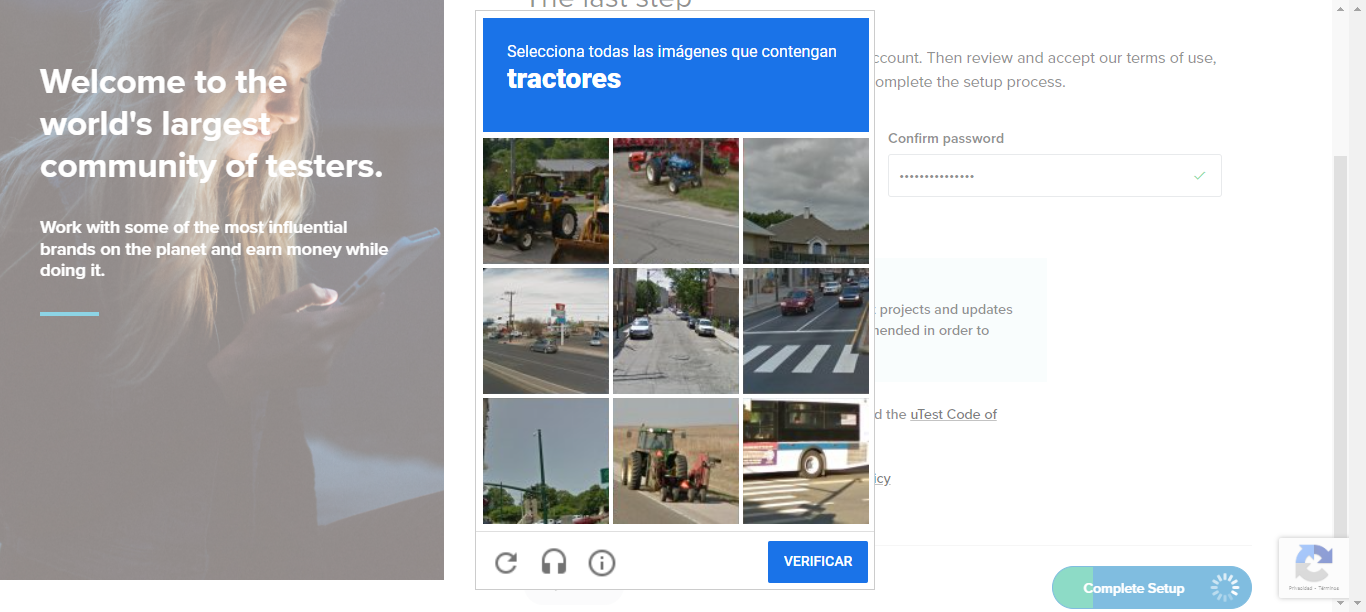 The last step
Welcome to the
world's largest
community of testers.
Work with some of the most influential
brands on the planet and earn money while
doing it.
Selecciona todas las imágenes que contengan
tractores
VERIFICAR
ccount. Then review and accept our terms of use,
omplete the setup process.
Confirm password
•••••••••••••••
projects and updates
nended in order to
d the uTest Code of
icy
Complete Setup
Privacidad - Términos